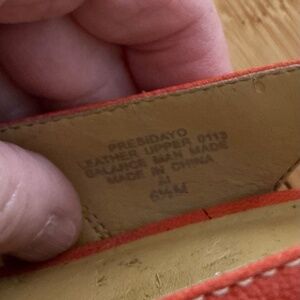 PRESIDAYO
LEATHER UPPER 0113
BALANCE MAN MADE
MADE IN CHINA
6½M